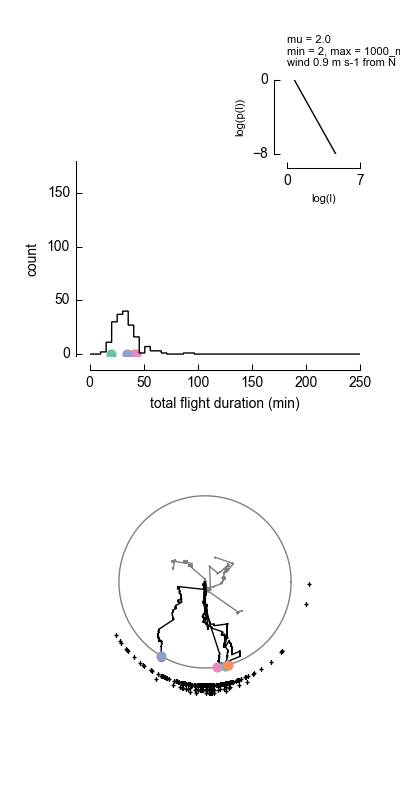 mu = 2.0
min = 2, max = 1000_m
wind 0.9 m s-1 from N
0
−8
log(p(l))
0 7
log(l)
150
100
50
0
count
0 50 100 150 200 250
total flight duration (min)